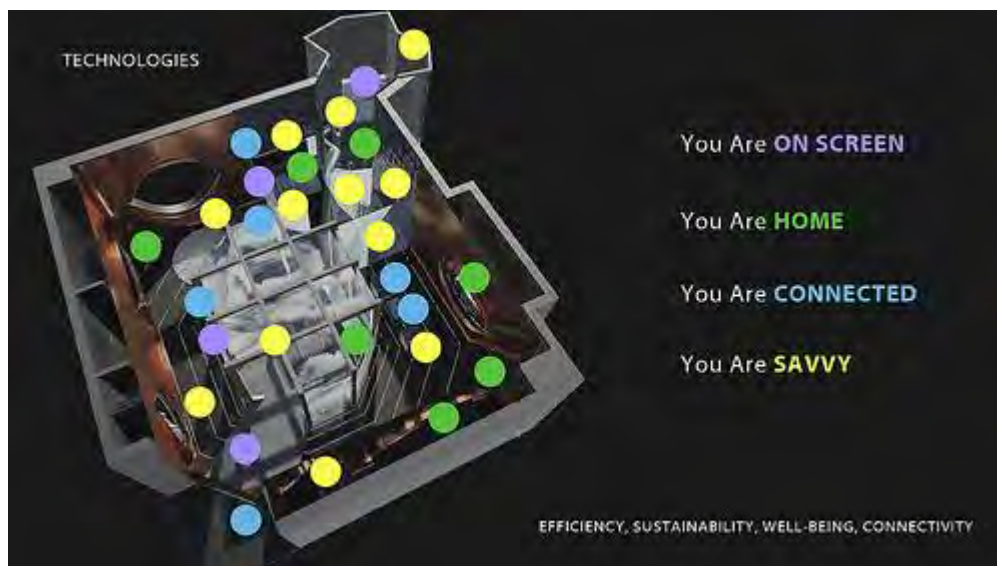 TECHNOLOGIES
You Are ON SCREEN
You Are HOME
You Are CONNECTED
You Are SAVVY
EFFICIENCY, SUSTAINABILITY, WELL-BEING, CONNECTIVITY